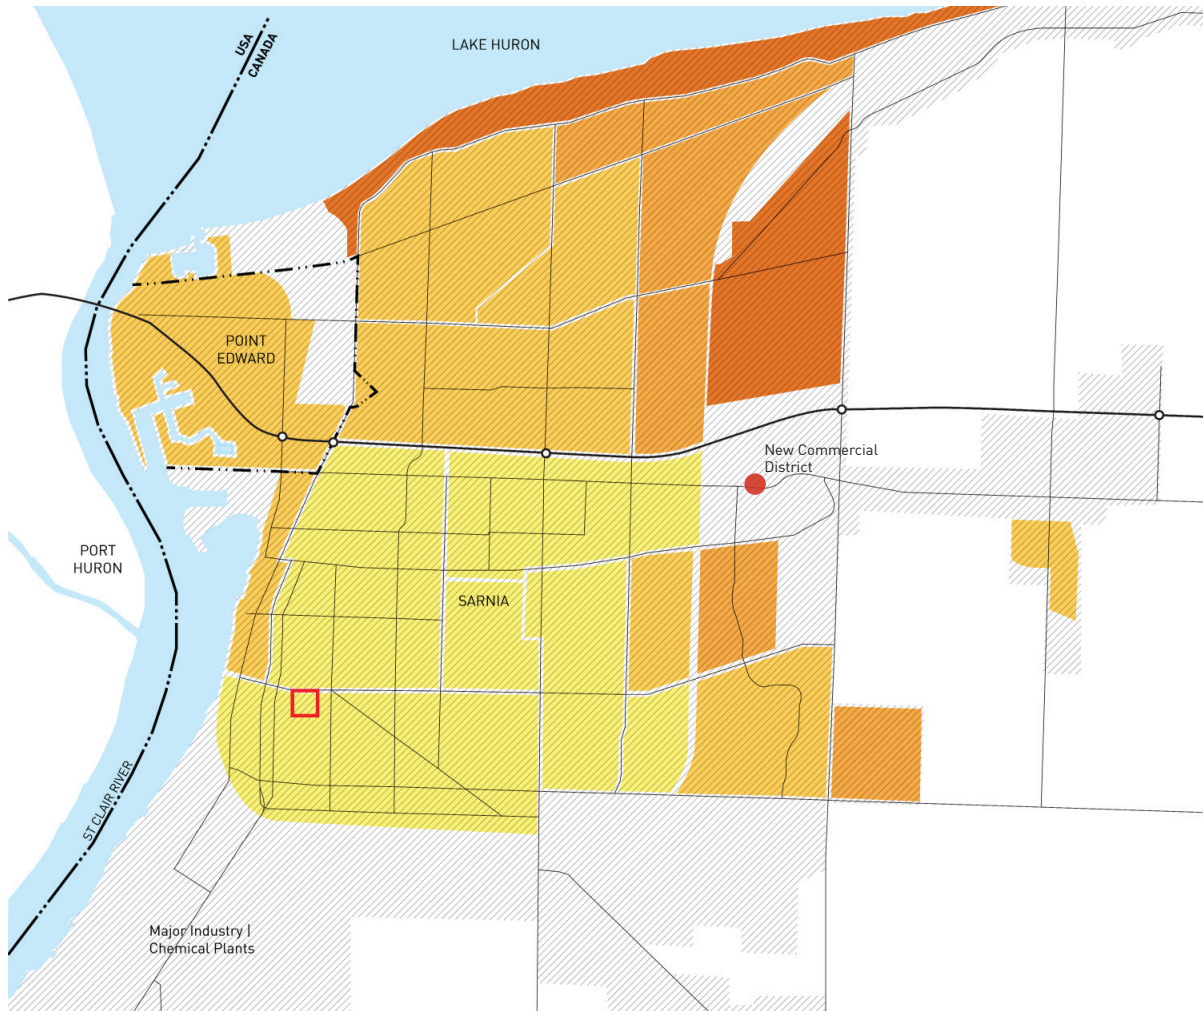 USA
CANADA
LAKE HURON
POINT
EDWARD
New Commercial
District
PORT
HURON
SARNIA
ST CLAIR RIVER
Major Industry |
Chemical Plants